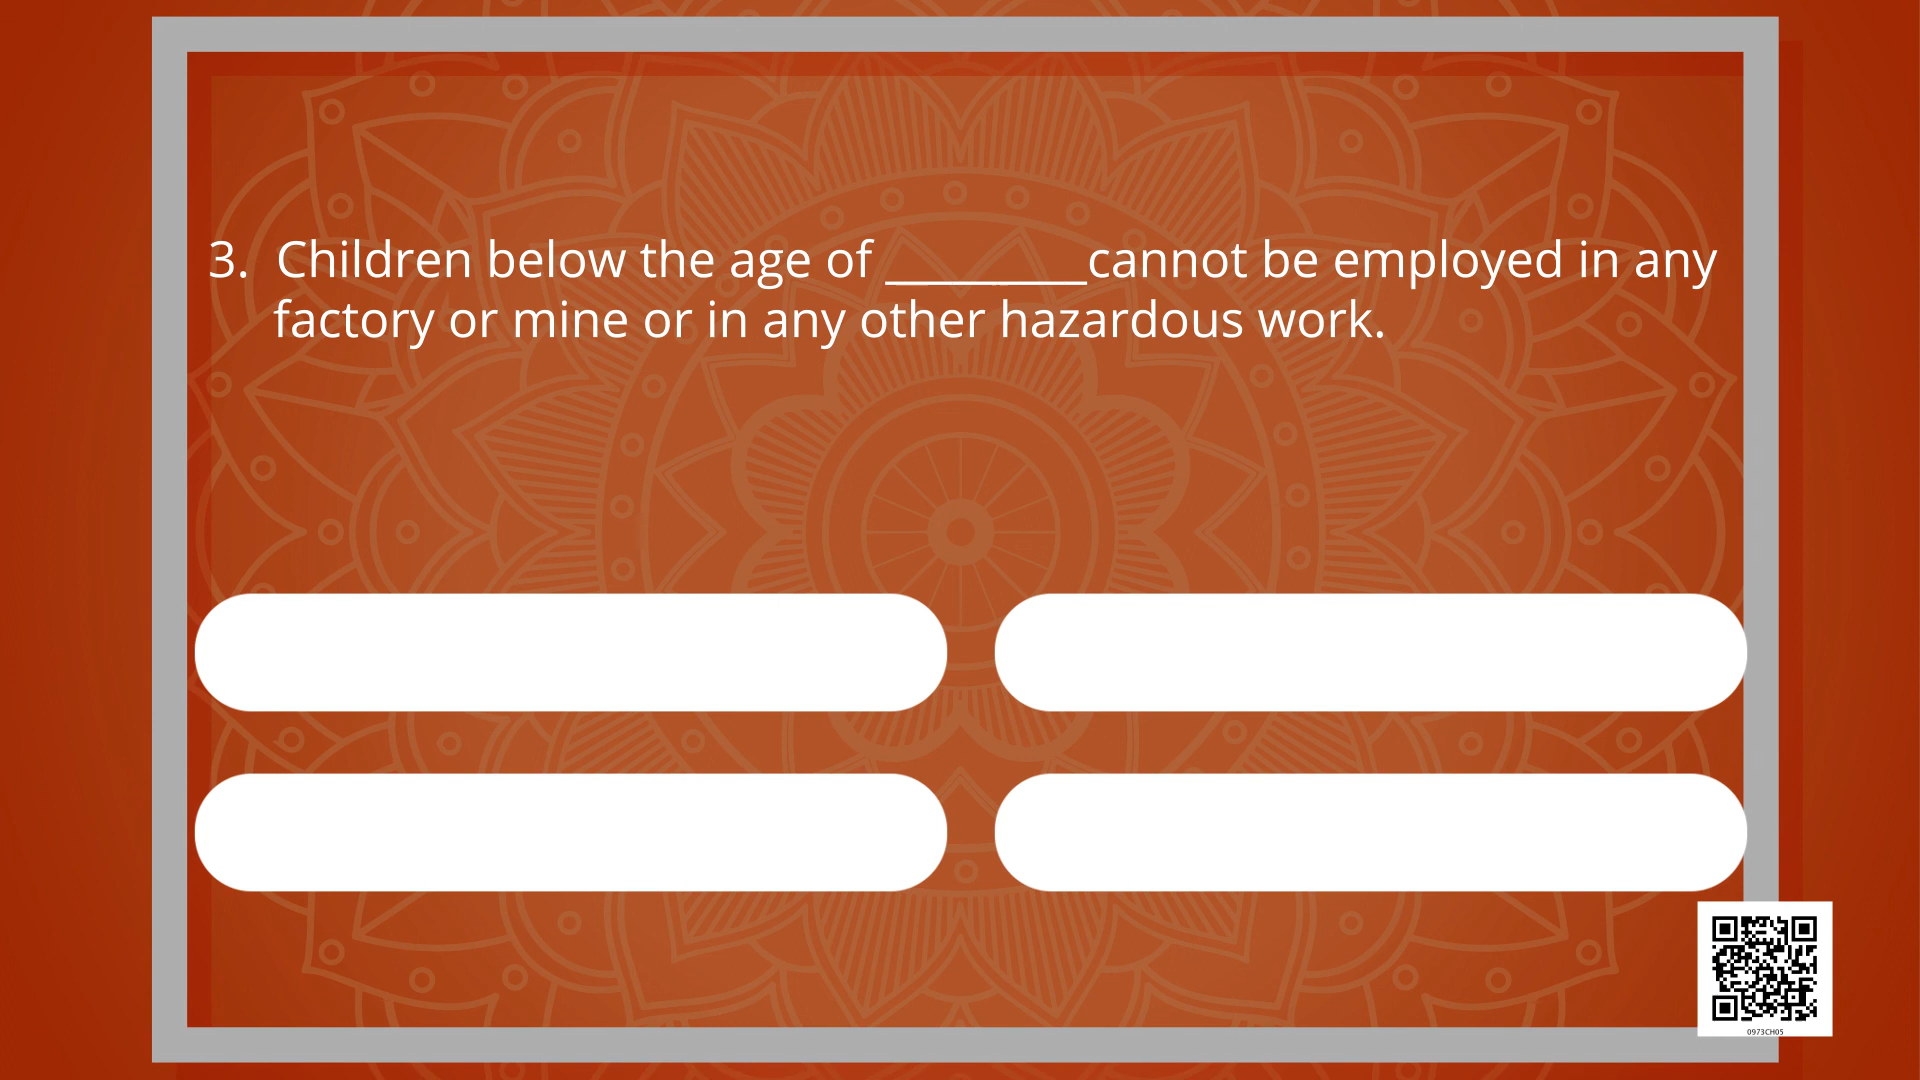 3. Children below the age of _________cannot be employed in any
factory or mine or in any other hazardous work.
0973CH05